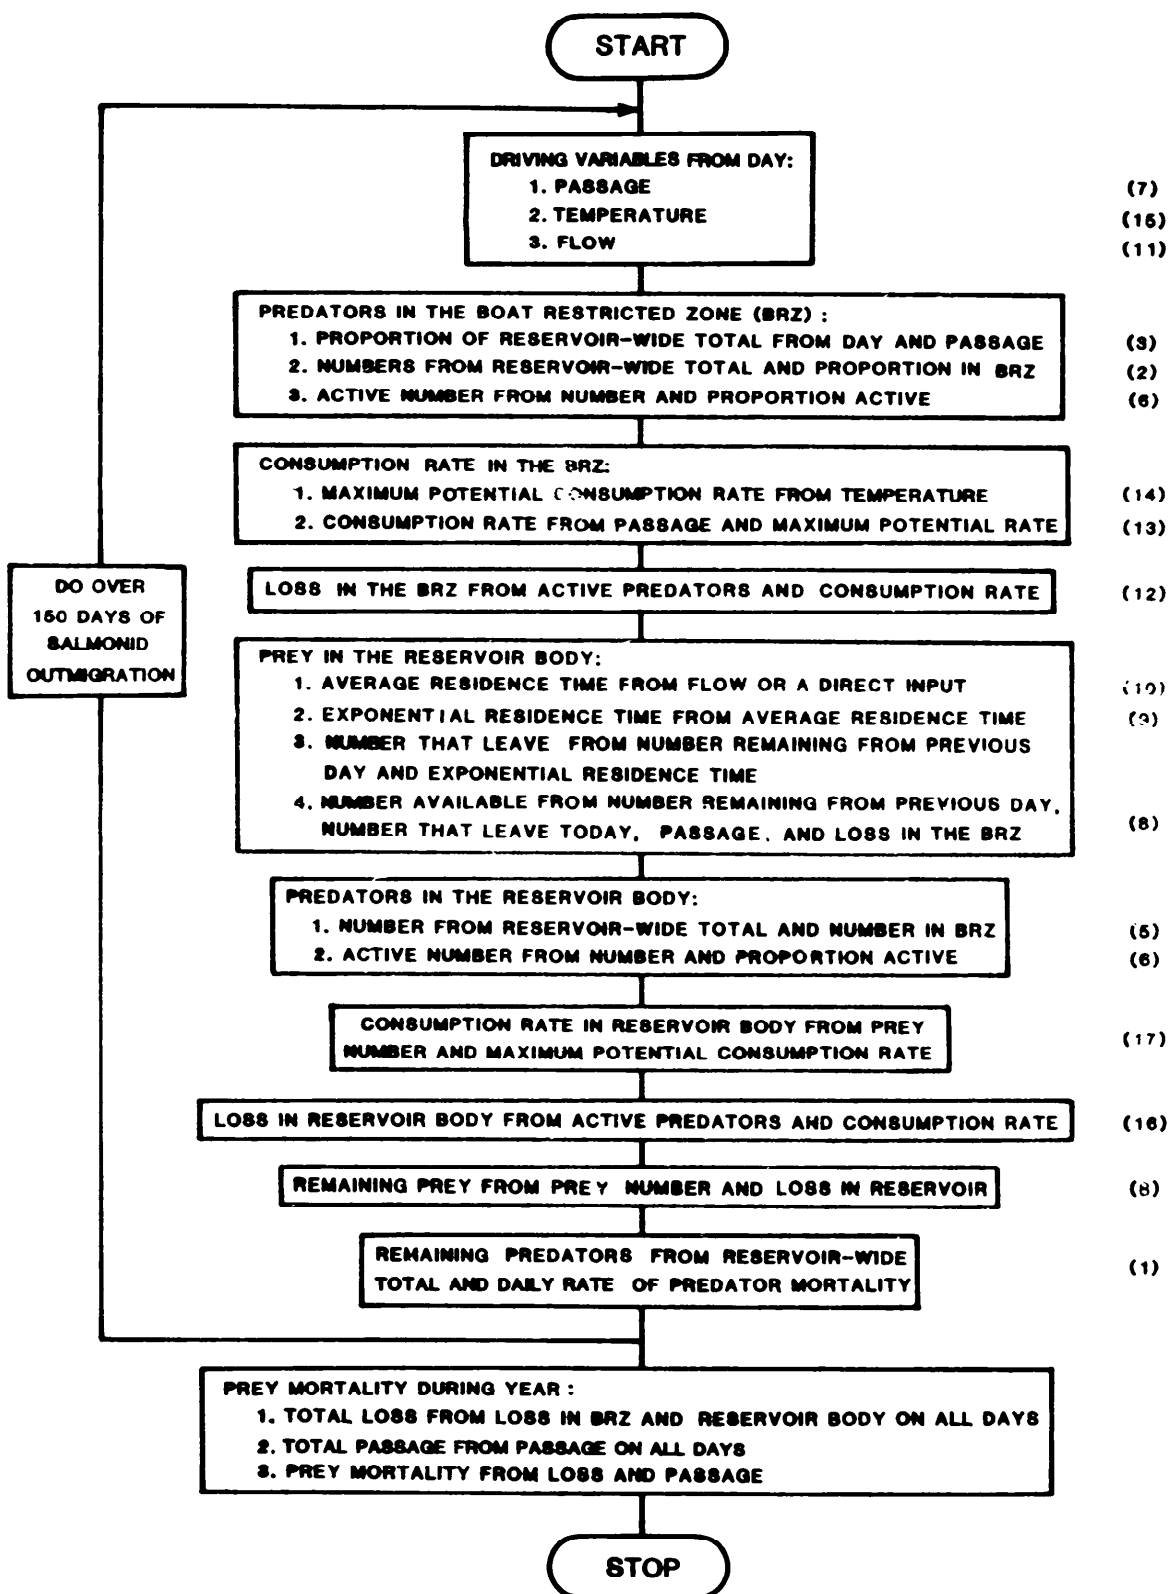 START
DRIVING VARIABLES FROM DAY:
1. PASSAGE (7)
2. TEMPERATURE (15)
3. FLOW (11)
PREDATORS IN THE BOAT RESTRICTED ZONE (BRZ) :
1. PROPORTION OF RESERVOIR-WIDE TOTAL FROM DAY AND PASSAGE (3)
2. NUMBERS FROM RESERVOIR-WIDE TOTAL AND PROPORTION IN BRZ (2)
3. ACTIVE NUMBER FROM NUMBER AND PROPORTION ACTIVE (6)
CONSUMPTION RATE IN THE BRZ:
1. MAXIMUM POTENTIAL CONSUMPTION RATE FROM TEMPERATURE (14)
2. CONSUMPTION RATE FROM PASSAGE AND MAXIMUM POTENTIAL RATE (13)
DO OVER
150 DAYS OF
SALMONID
OUTMIGRATION
LOSS IN THE BRZ FROM ACTIVE PREDATORS AND CONSUMPTION RATE (12)
PREY IN THE RESERVOIR BODY:
1. AVERAGE RESIDENCE TIME FROM FLOW OR A DIRECT INPUT (10)
2. EXPONENTIAL RESIDENCE TIME FROM AVERAGE RESIDENCE TIME (9)
3. NUMBER THAT LEAVE FROM NUMBER REMAINING FROM PREVIOUS
DAY AND EXPONENTIAL RESIDENCE TIME
4. NUMBER AVAILABLE FROM NUMBER REMAINING FROM PREVIOUS DAY,
NUMBER THAT LEAVE TODAY, PASSAGE, AND LOSS IN THE BRZ (8)
PREDATORS IN THE RESERVOIR BODY:
1. NUMBER FROM RESERVOIR-WIDE TOTAL AND NUMBER IN BRZ (5)
2. ACTIVE NUMBER FROM NUMBER AND PROPORTION ACTIVE (6)
CONSUMPTION RATE IN RESERVOIR BODY FROM PREY
NUMBER AND MAXIMUM POTENTIAL CONSUMPTION RATE (17)
LOSS IN RESERVOIR BODY FROM ACTIVE PREDATORS AND CONSUMPTION RATE (16)
REMAINING PREY FROM PREY NUMBER AND LOSS IN RESERVOIR (8)
REMAINING PREDATORS FROM RESERVOIR-WIDE
TOTAL AND DAILY RATE OF PREDATOR MORTALITY (1)
PREY MORTALITY DURING YEAR :
1. TOTAL LOSS FROM LOSS IN BRZ AND RESERVOIR BODY ON ALL DAYS
2. TOTAL PASSAGE FROM PASSAGE ON ALL DAYS
3. PREY MORTALITY FROM LOSS AND PASSAGE
STOP